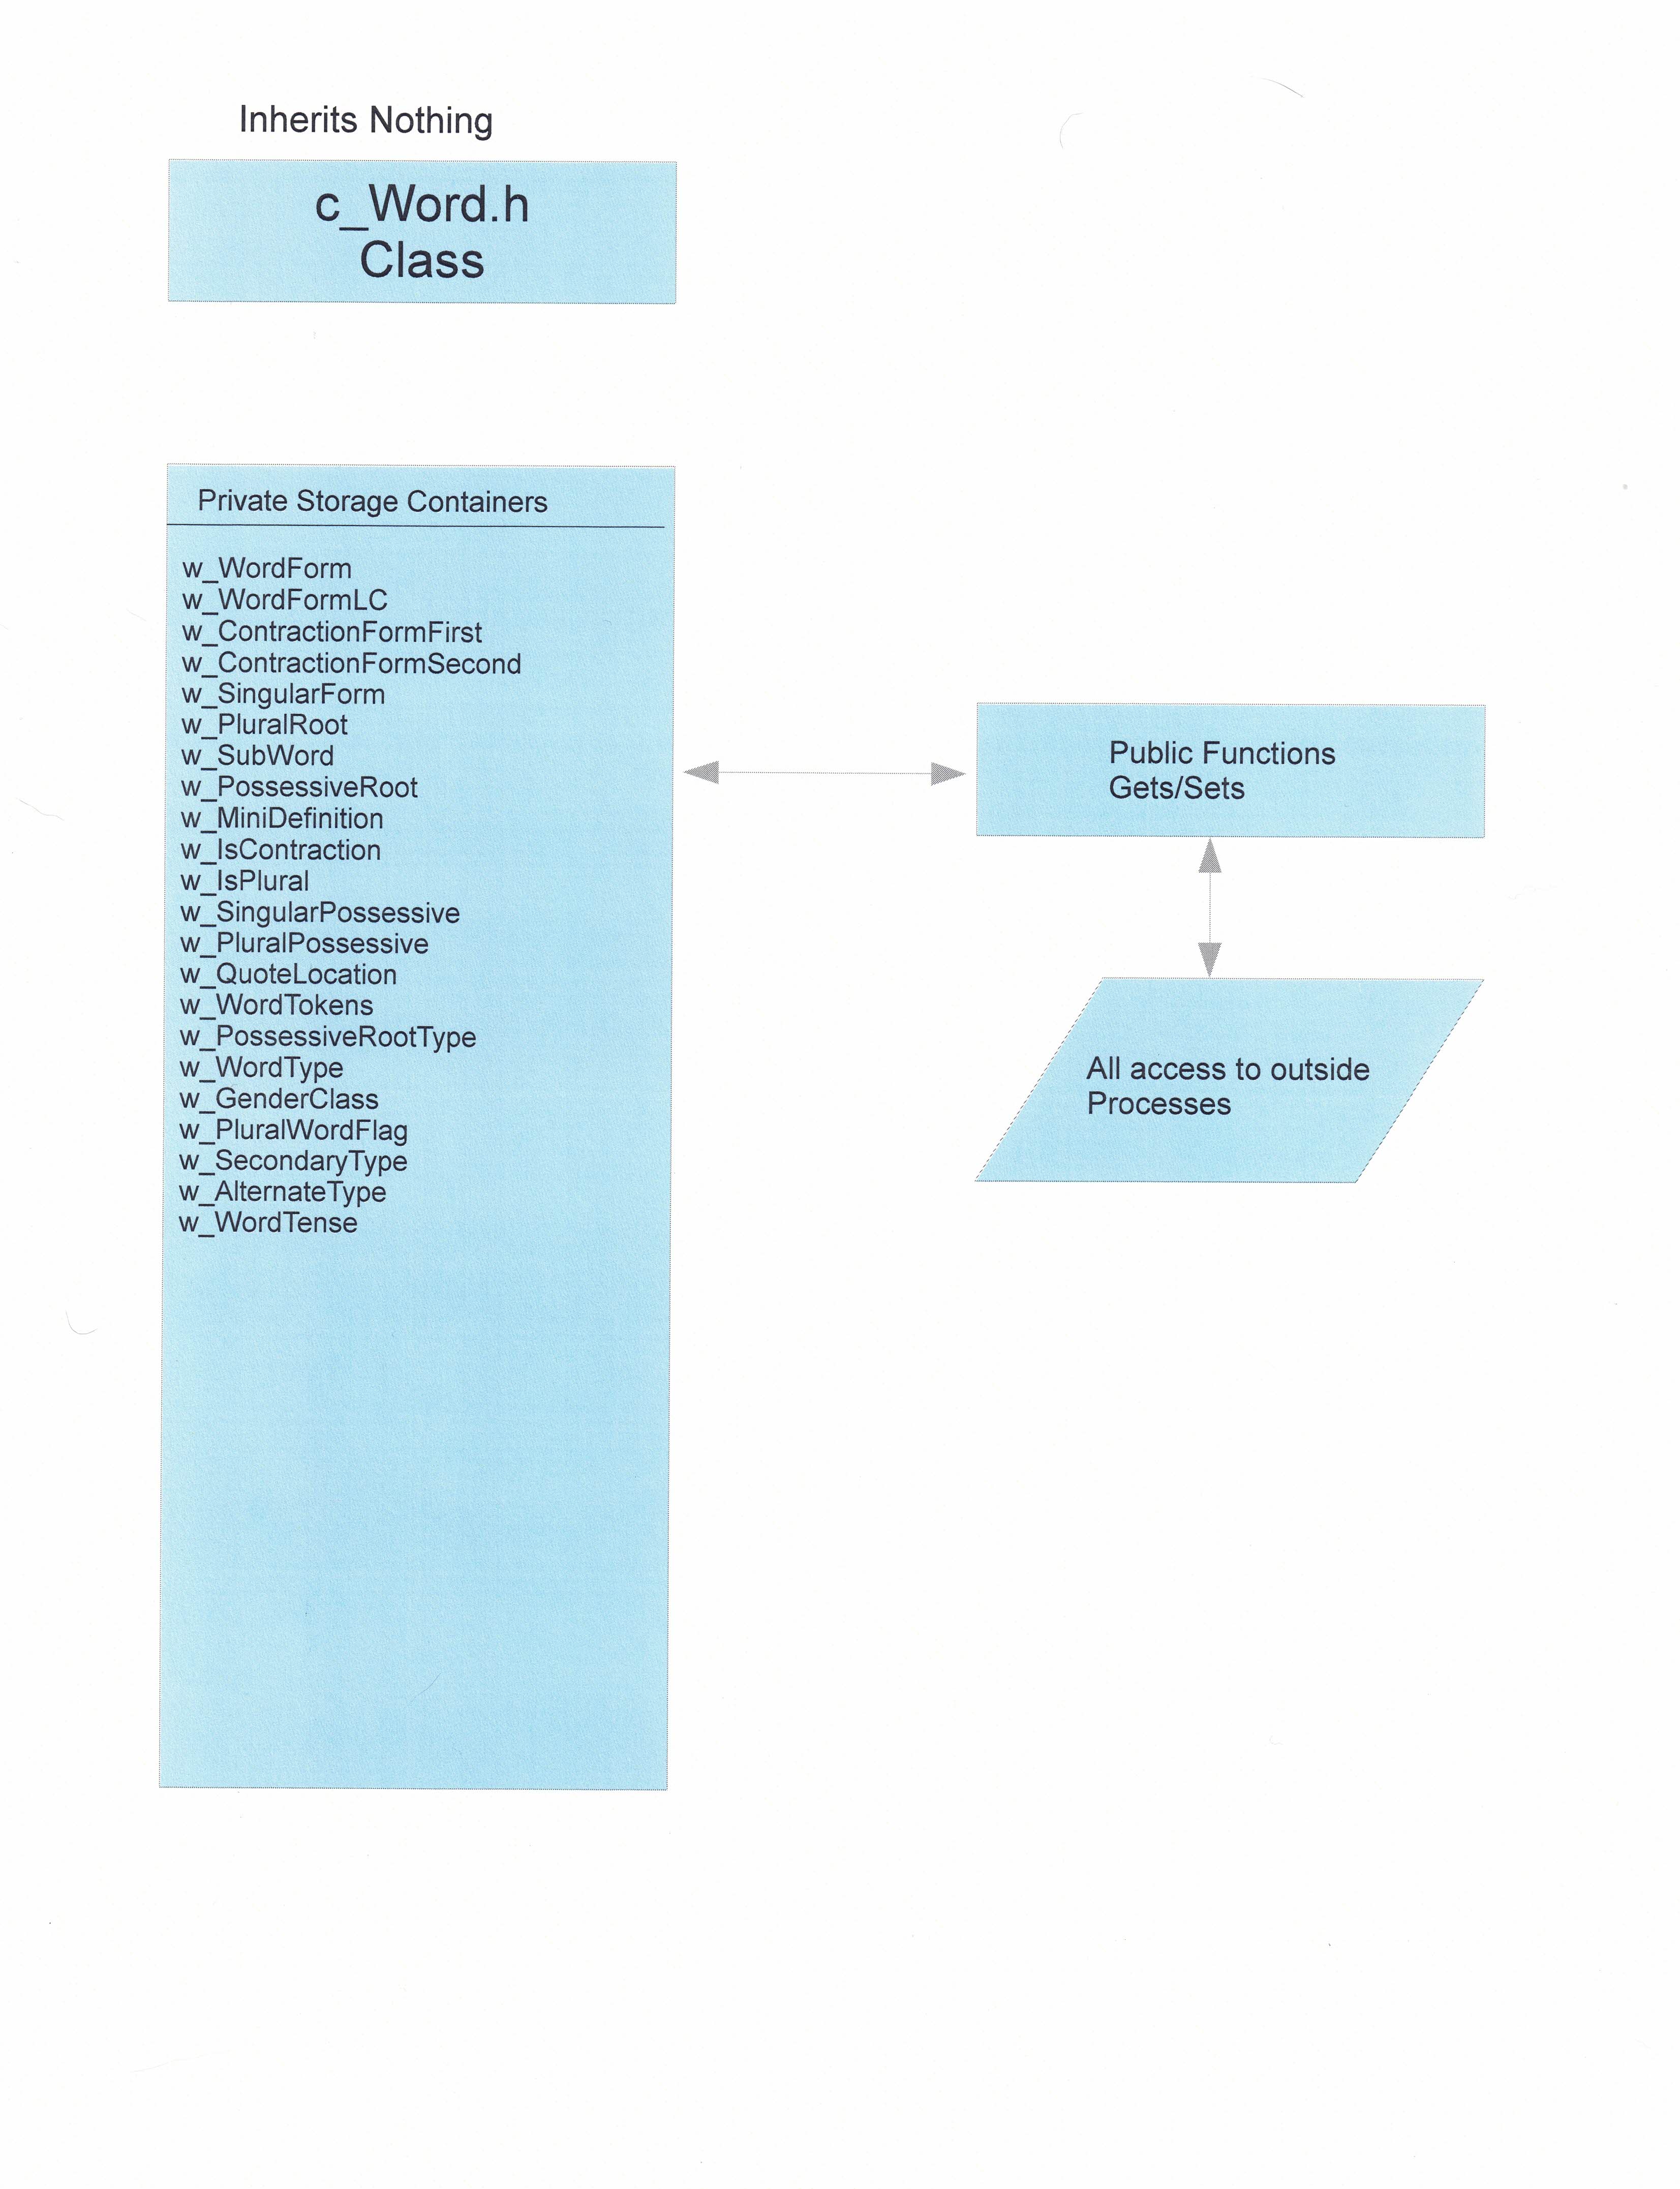 Inherits Nothing
c_Word.h
Class
Private Storage Containers
w_WordForm
w_WordFormLC
w_ContractionFormFirst
w_ContractionFormSecond
w_SingularForm
w_PluralRoot
w_SubWord
w_PossessiveRoot
w_MiniDefinition
w_IsContraction
w_IsPlural
w_SingularPossessive
w_PluralPossessive
w_QuoteLocation
w_WordTokens
w_PossessiveRootType
w_WordType
w_GenderClass
w_PluralWordFlag
w_SecondaryType
w_AlternateType
w_WordTense
Public Functions
Gets/Sets
All access to outside
Processes